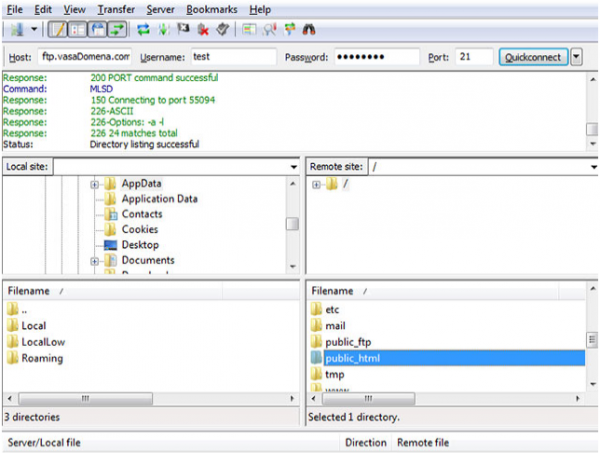 File Edit View Transfer Server Bookmarks Help
Host: ftp.vasaDomena.com Username: test Password: •••••••• Port: 21 Quickconnect
Response: 200 PORT command successful
Command: MLSD
Response: 150 Connecting to port 55094
Response: 226-ASCII
Response: 226-Options: -a -l
Response: 226 24 matches total
Status: Directory listing successful
Local site: Remote site: /
AppData /
Application Data
Contacts
Cookies
Desktop
Documents
Filename / Filename /
.. etc
Local mail
LocalLow public_ftp
Roaming public_html
tmp
3 directories Selected 1 directory.
Server/Local file Direction Remote file